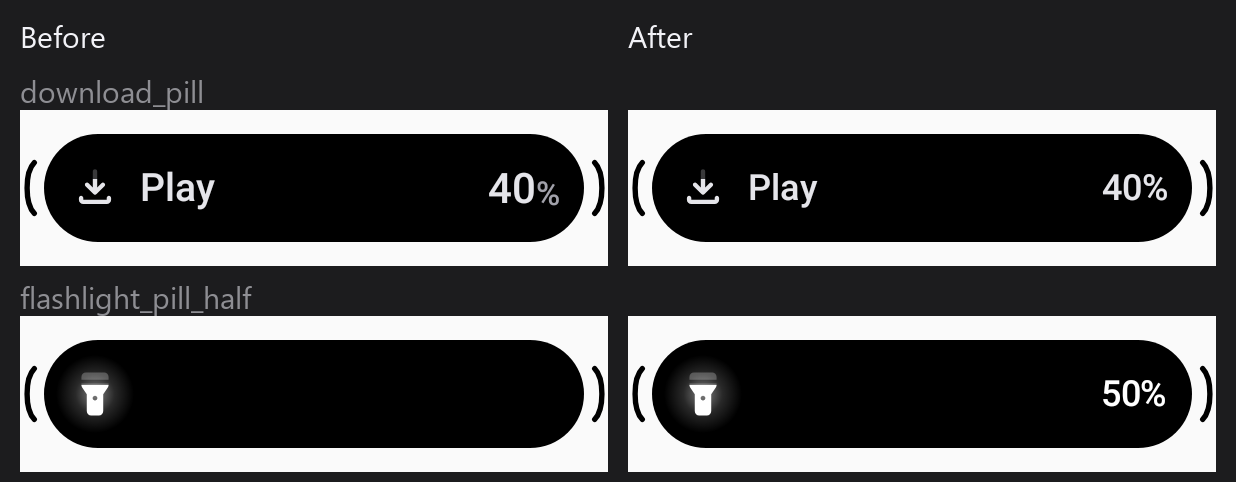 Before After
download_pill
Play 40% Play 40%
flashlight_pill_half
50%